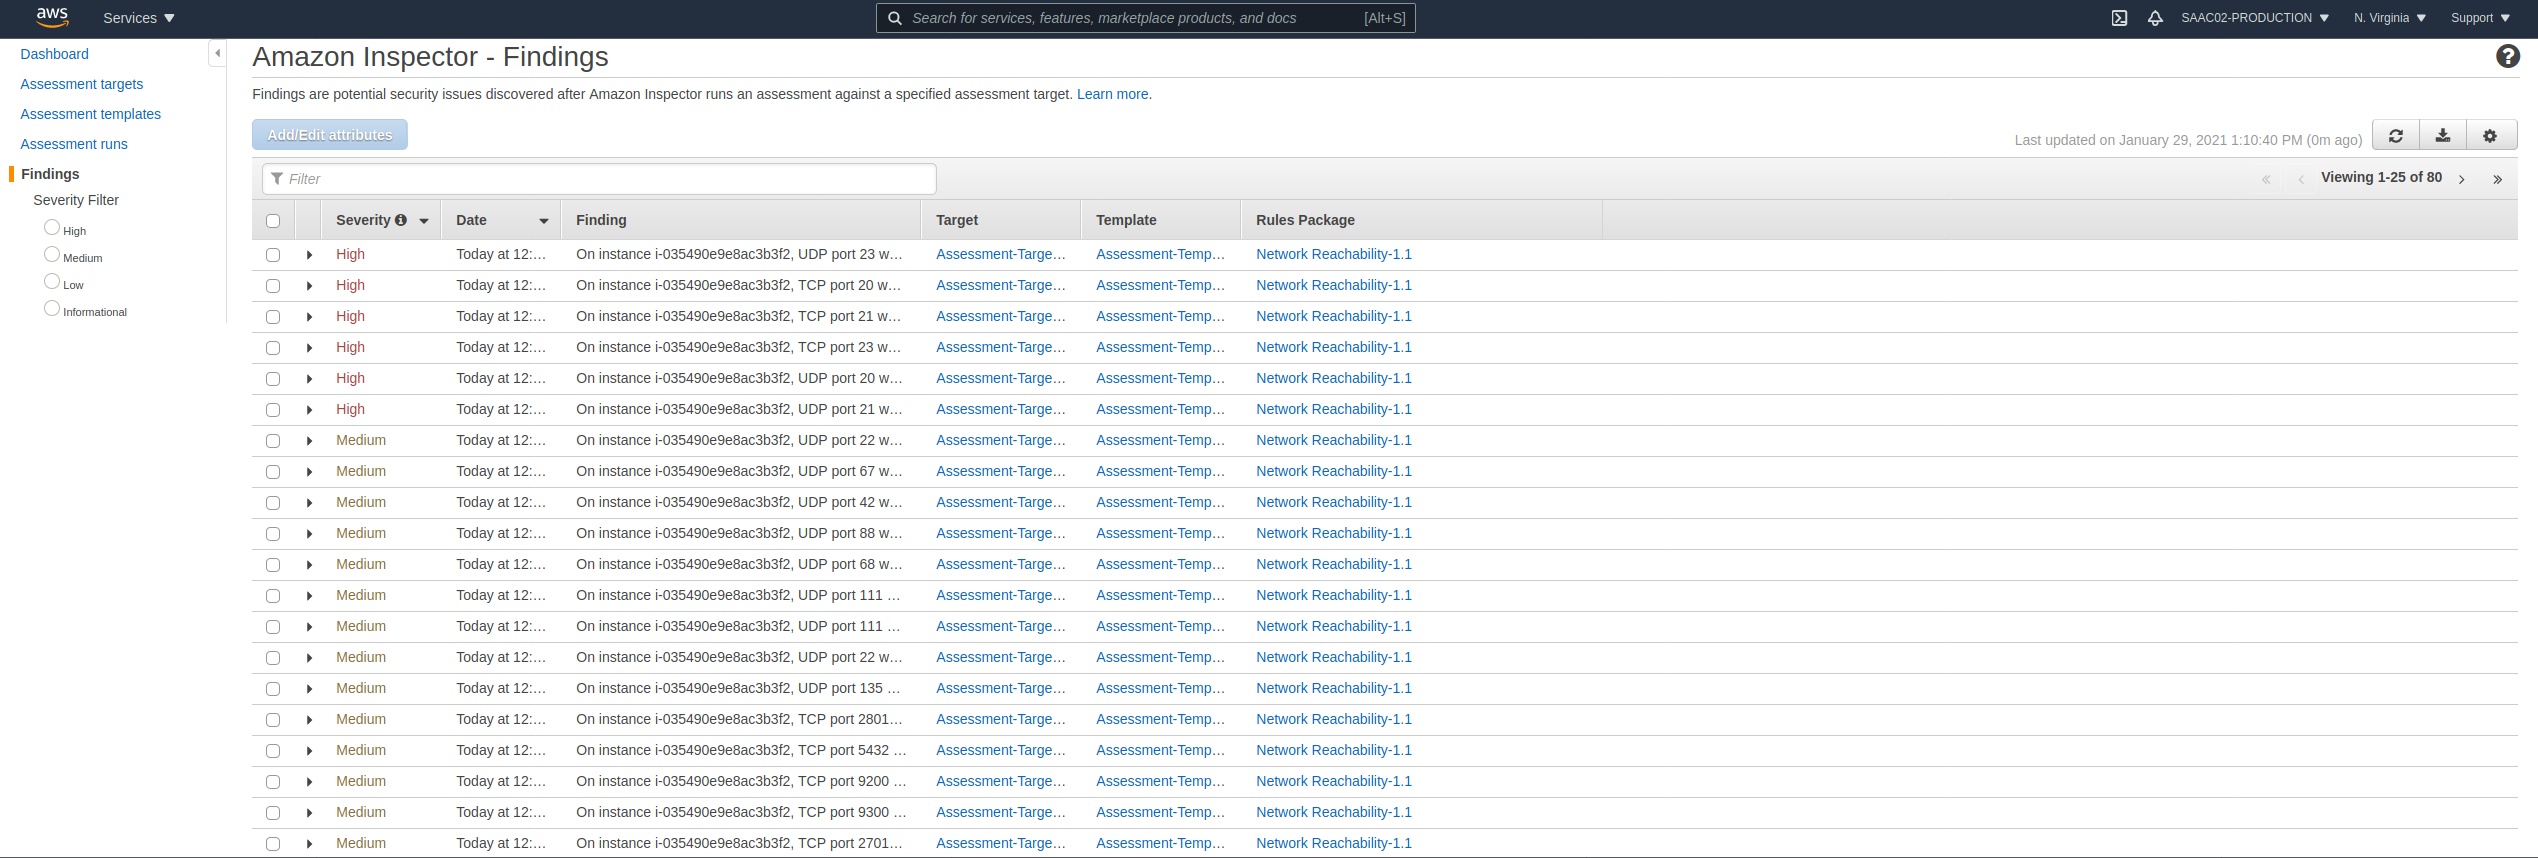 aws Services Search for services, features, marketplace products, and docs [Alt+S] SAAC02-PRODUCTION N. Virginia Support
Dashboard
Assessment targets
Assessment templates
Assessment runs
Findings
Severity Filter
High
Medium
Low
Informational
Amazon Inspector - Findings
Findings are potential security issues discovered after Amazon Inspector runs an assessment against a specified assessment target. Learn more.
Add/Edit attributes Last updated on January 29, 2021 1:10:40 PM (0m ago)
Filter Viewing 1-25 of 80
Severity Date Finding Target Template Rules Package
High Today at 12:... On instance i-035490e9e8ac3b3f2, UDP port 23 w... Assessment-Targe... Assessment-Temp... Network Reachability-1.1
High Today at 12:... On instance i-035490e9e8ac3b3f2, TCP port 20 w... Assessment-Targe... Assessment-Temp... Network Reachability-1.1
High Today at 12:... On instance i-035490e9e8ac3b3f2, TCP port 21 w... Assessment-Targe... Assessment-Temp... Network Reachability-1.1
High Today at 12:... On instance i-035490e9e8ac3b3f2, TCP port 23 w... Assessment-Targe... Assessment-Temp... Network Reachability-1.1
High Today at 12:... On instance i-035490e9e8ac3b3f2, UDP port 20 w... Assessment-Targe... Assessment-Temp... Network Reachability-1.1
High Today at 12:... On instance i-035490e9e8ac3b3f2, UDP port 21 w... Assessment-Targe... Assessment-Temp... Network Reachability-1.1
Medium Today at 12:... On instance i-035490e9e8ac3b3f2, UDP port 22 w... Assessment-Targe... Assessment-Temp... Network Reachability-1.1
Medium Today at 12:... On instance i-035490e9e8ac3b3f2, UDP port 67 w... Assessment-Targe... Assessment-Temp... Network Reachability-1.1
Medium Today at 12:... On instance i-035490e9e8ac3b3f2, UDP port 42 w... Assessment-Targe... Assessment-Temp... Network Reachability-1.1
Medium Today at 12:... On instance i-035490e9e8ac3b3f2, UDP port 88 w... Assessment-Targe... Assessment-Temp... Network Reachability-1.1
Medium Today at 12:... On instance i-035490e9e8ac3b3f2, UDP port 68 w... Assessment-Targe... Assessment-Temp... Network Reachability-1.1
Medium Today at 12:... On instance i-035490e9e8ac3b3f2, UDP port 111 ... Assessment-Targe... Assessment-Temp... Network Reachability-1.1
Medium Today at 12:... On instance i-035490e9e8ac3b3f2, UDP port 111 ... Assessment-Targe... Assessment-Temp... Network Reachability-1.1
Medium Today at 12:... On instance i-035490e9e8ac3b3f2, UDP port 22 w... Assessment-Targe... Assessment-Temp... Network Reachability-1.1
Medium Today at 12:... On instance i-035490e9e8ac3b3f2, UDP port 135 ... Assessment-Targe... Assessment-Temp... Network Reachability-1.1
Medium Today at 12:... On instance i-035490e9e8ac3b3f2, TCP port 2801... Assessment-Targe... Assessment-Temp... Network Reachability-1.1
Medium Today at 12:... On instance i-035490e9e8ac3b3f2, TCP port 5432 ... Assessment-Targe... Assessment-Temp... Network Reachability-1.1
Medium Today at 12:... On instance i-035490e9e8ac3b3f2, TCP port 9200 ... Assessment-Targe... Assessment-Temp... Network Reachability-1.1
Medium Today at 12:... On instance i-035490e9e8ac3b3f2, TCP port 9300 ... Assessment-Targe... Assessment-Temp... Network Reachability-1.1
Medium Today at 12:... On instance i-035490e9e8ac3b3f2, TCP port 2701... Assessment-Targe... Assessment-Temp... Network Reachability-1.1